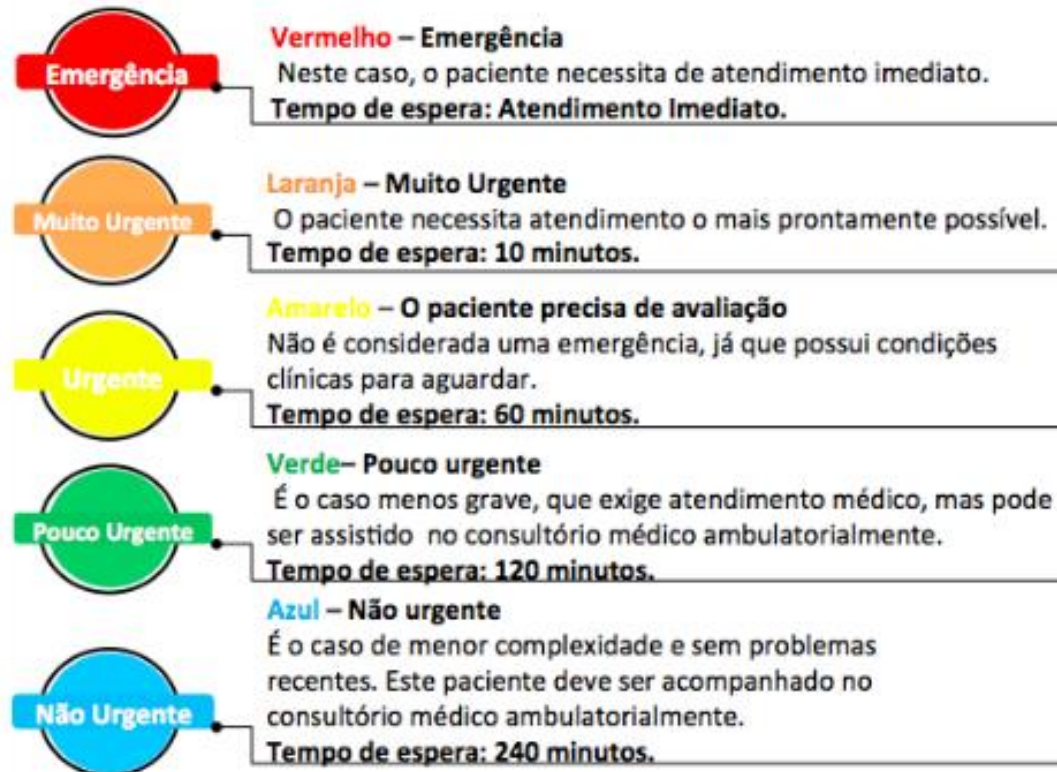 Emergência
Vermelho – Emergência
Neste caso, o paciente necessita de atendimento imediato.
Tempo de espera: Atendimento Imediato.
Muito Urgente
Laranja – Muito Urgente
O paciente necessita atendimento o mais prontamente possível.
Tempo de espera: 10 minutos.
Urgente
Amarelo – O paciente precisa de avaliação
Não é considerada uma emergência, já que possui condições
clínicas para aguardar.
Tempo de espera: 60 minutos.
Pouco Urgente
Verde– Pouco urgente
É o caso menos grave, que exige atendimento médico, mas pode
ser assistido no consultório médico ambulatorialmente.
Tempo de espera: 120 minutos.
Não Urgente
Azul – Não urgente
É o caso de menor complexidade e sem problemas
recentes. Este paciente deve ser acompanhado no
consultório médico ambulatorialmente.
Tempo de espera: 240 minutos.